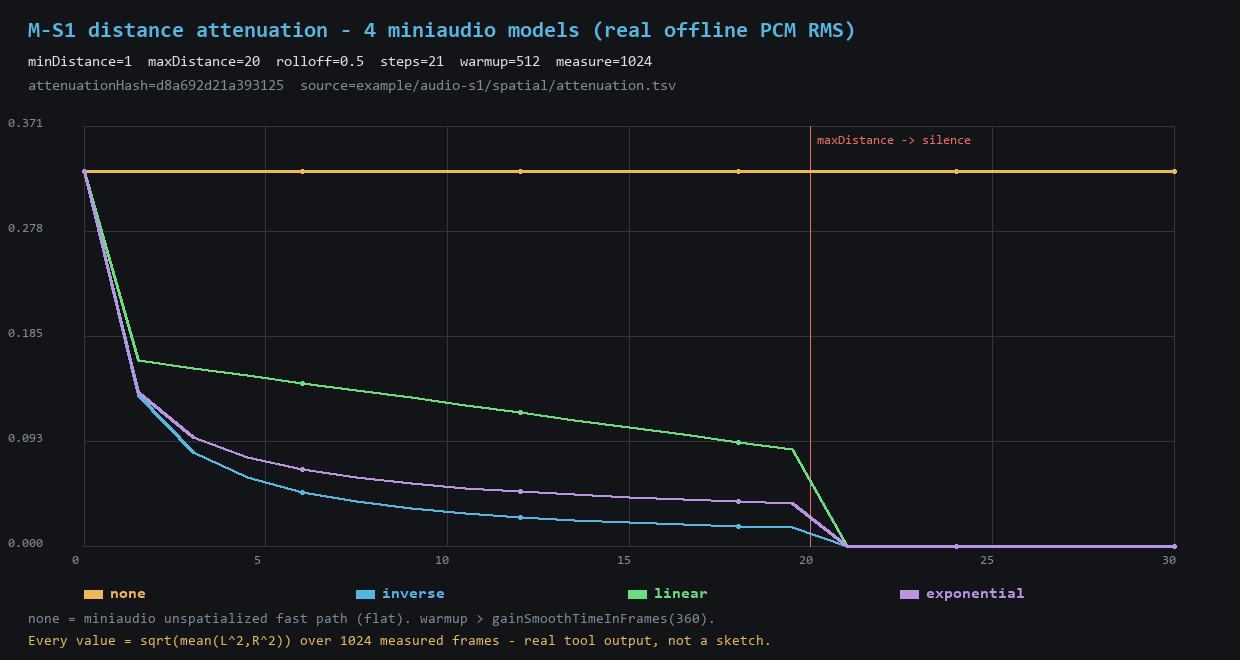 M-S1 distance attenuation - 4 miniaudio models (real offline PCM RMS)
minDistance=1 maxDistance=20 rolloff=0.5 steps=21 warmup=512 measure=1024
attenuationHash=d8a692d21a393125 source=example/audio-s1/spatial/attenuation.tsv
0.371
maxDistance -> silence
0.278
0.185
0.093
0.000
0 5 10 15 20 25 30
none inverse linear exponential
none = miniaudio unspatialized fast path (flat). warmup > gainSmoothTimeInFrames(360).
Every value = sqrt(mean(L^2,R^2)) over 1024 measured frames - real tool output, not a sketch.